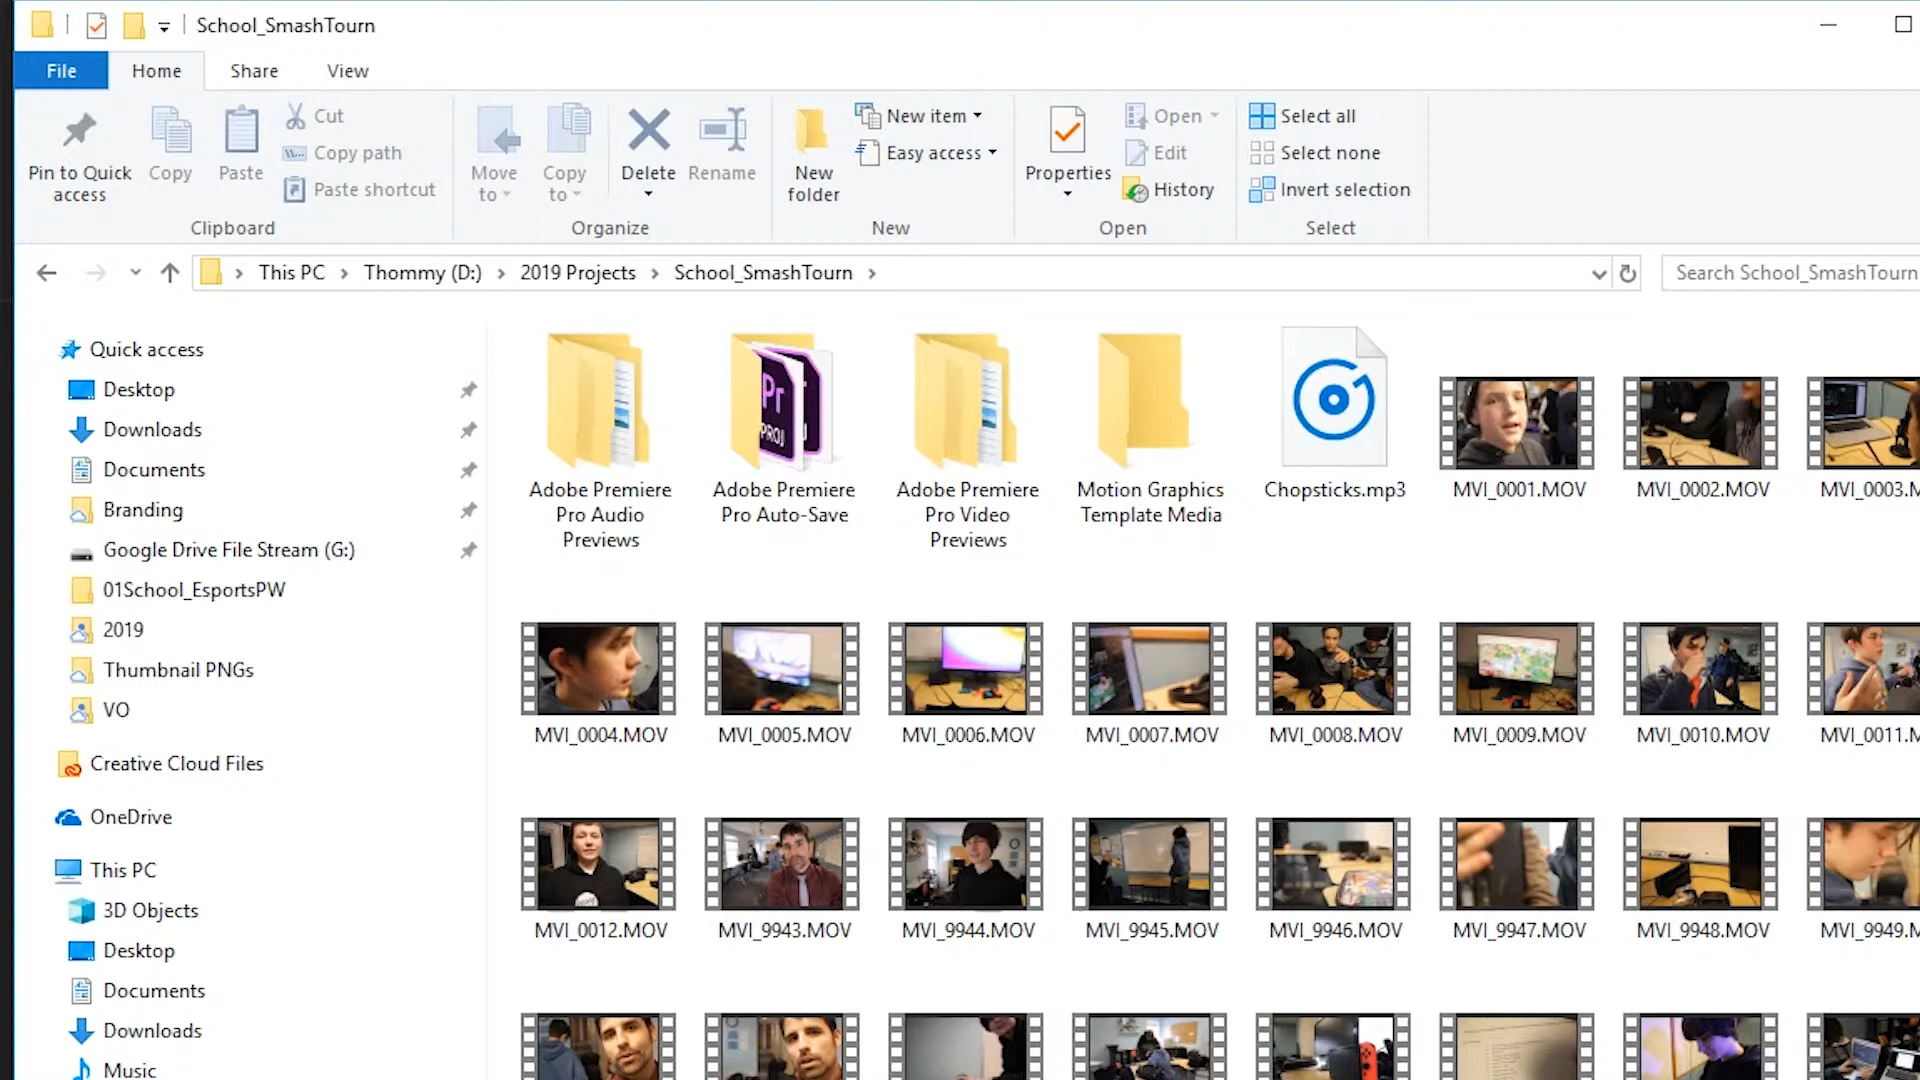 School_SmashTourn
File Home Share View
Pin to Quick access
Copy
Paste
Cut
Copy path
Paste shortcut
Move to
Copy to
Delete
Rename
New folder
New item
Easy access
Properties
Open
Edit
History
Select all
Select none
Invert selection
Clipboard Organize New Open Select
This PC Thommy (D:) 2019 Projects School_SmashTourn
Search School_SmashTourn
Quick access
Desktop
Downloads
Documents
Branding
Google Drive File Stream (G:)
01School_EsportsPW
2019
Thumbnail PNGs
VO
Creative Cloud Files
OneDrive
This PC
3D Objects
Desktop
Documents
Downloads
Music
Pr
PROJ
Adobe Premiere Pro Audio Previews
Adobe Premiere Pro Auto-Save
Adobe Premiere Pro Video Previews
Motion Graphics Template Media
Chopsticks.mp3
MVI_0001.MOV
MVI_0002.MOV
MVI_0003.M
MVI_0004.MOV
MVI_0005.MOV
MVI_0006.MOV
MVI_0007.MOV
MVI_0008.MOV
MVI_0009.MOV
MVI_0010.MOV
MVI_0011.M
MVI_0012.MOV
MVI_9943.MOV
MVI_9944.MOV
MVI_9945.MOV
MVI_9946.MOV
MVI_9947.MOV
MVI_9948.MOV
MVI_9949.M